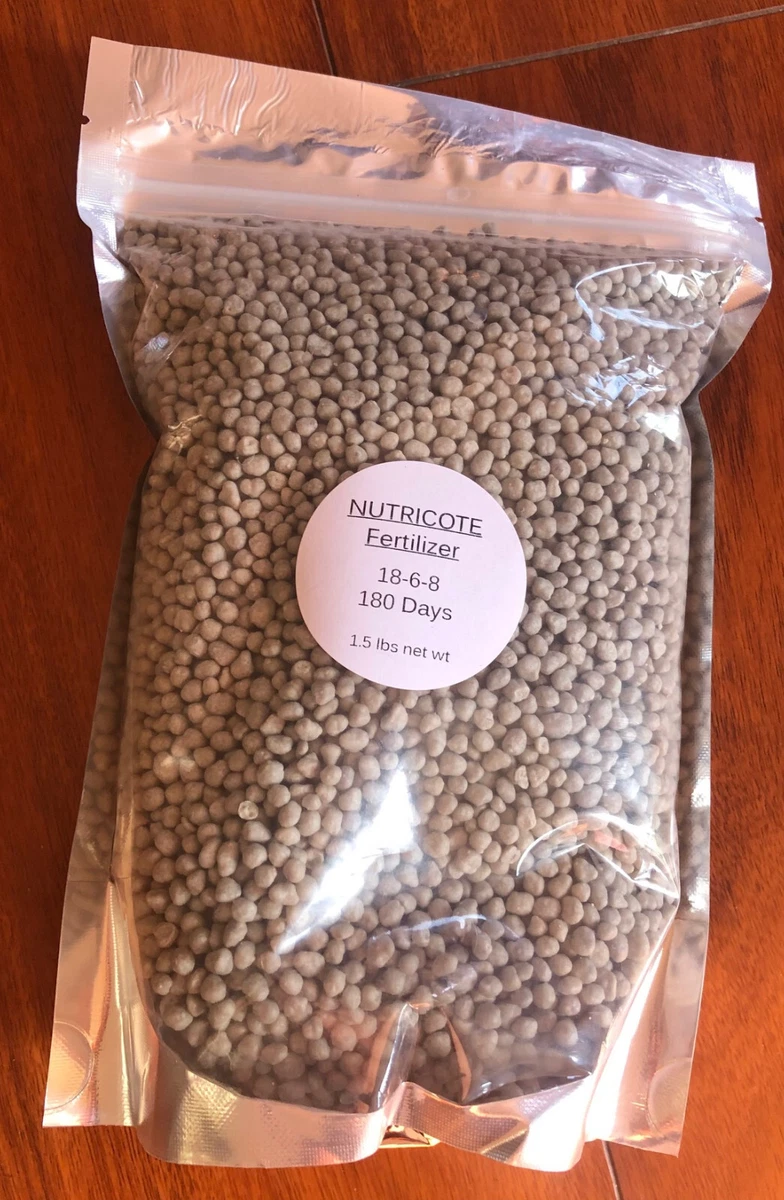 NUTRICOTE
Fertilizer
18-6-8
180 Days
1.5 lbs net wt